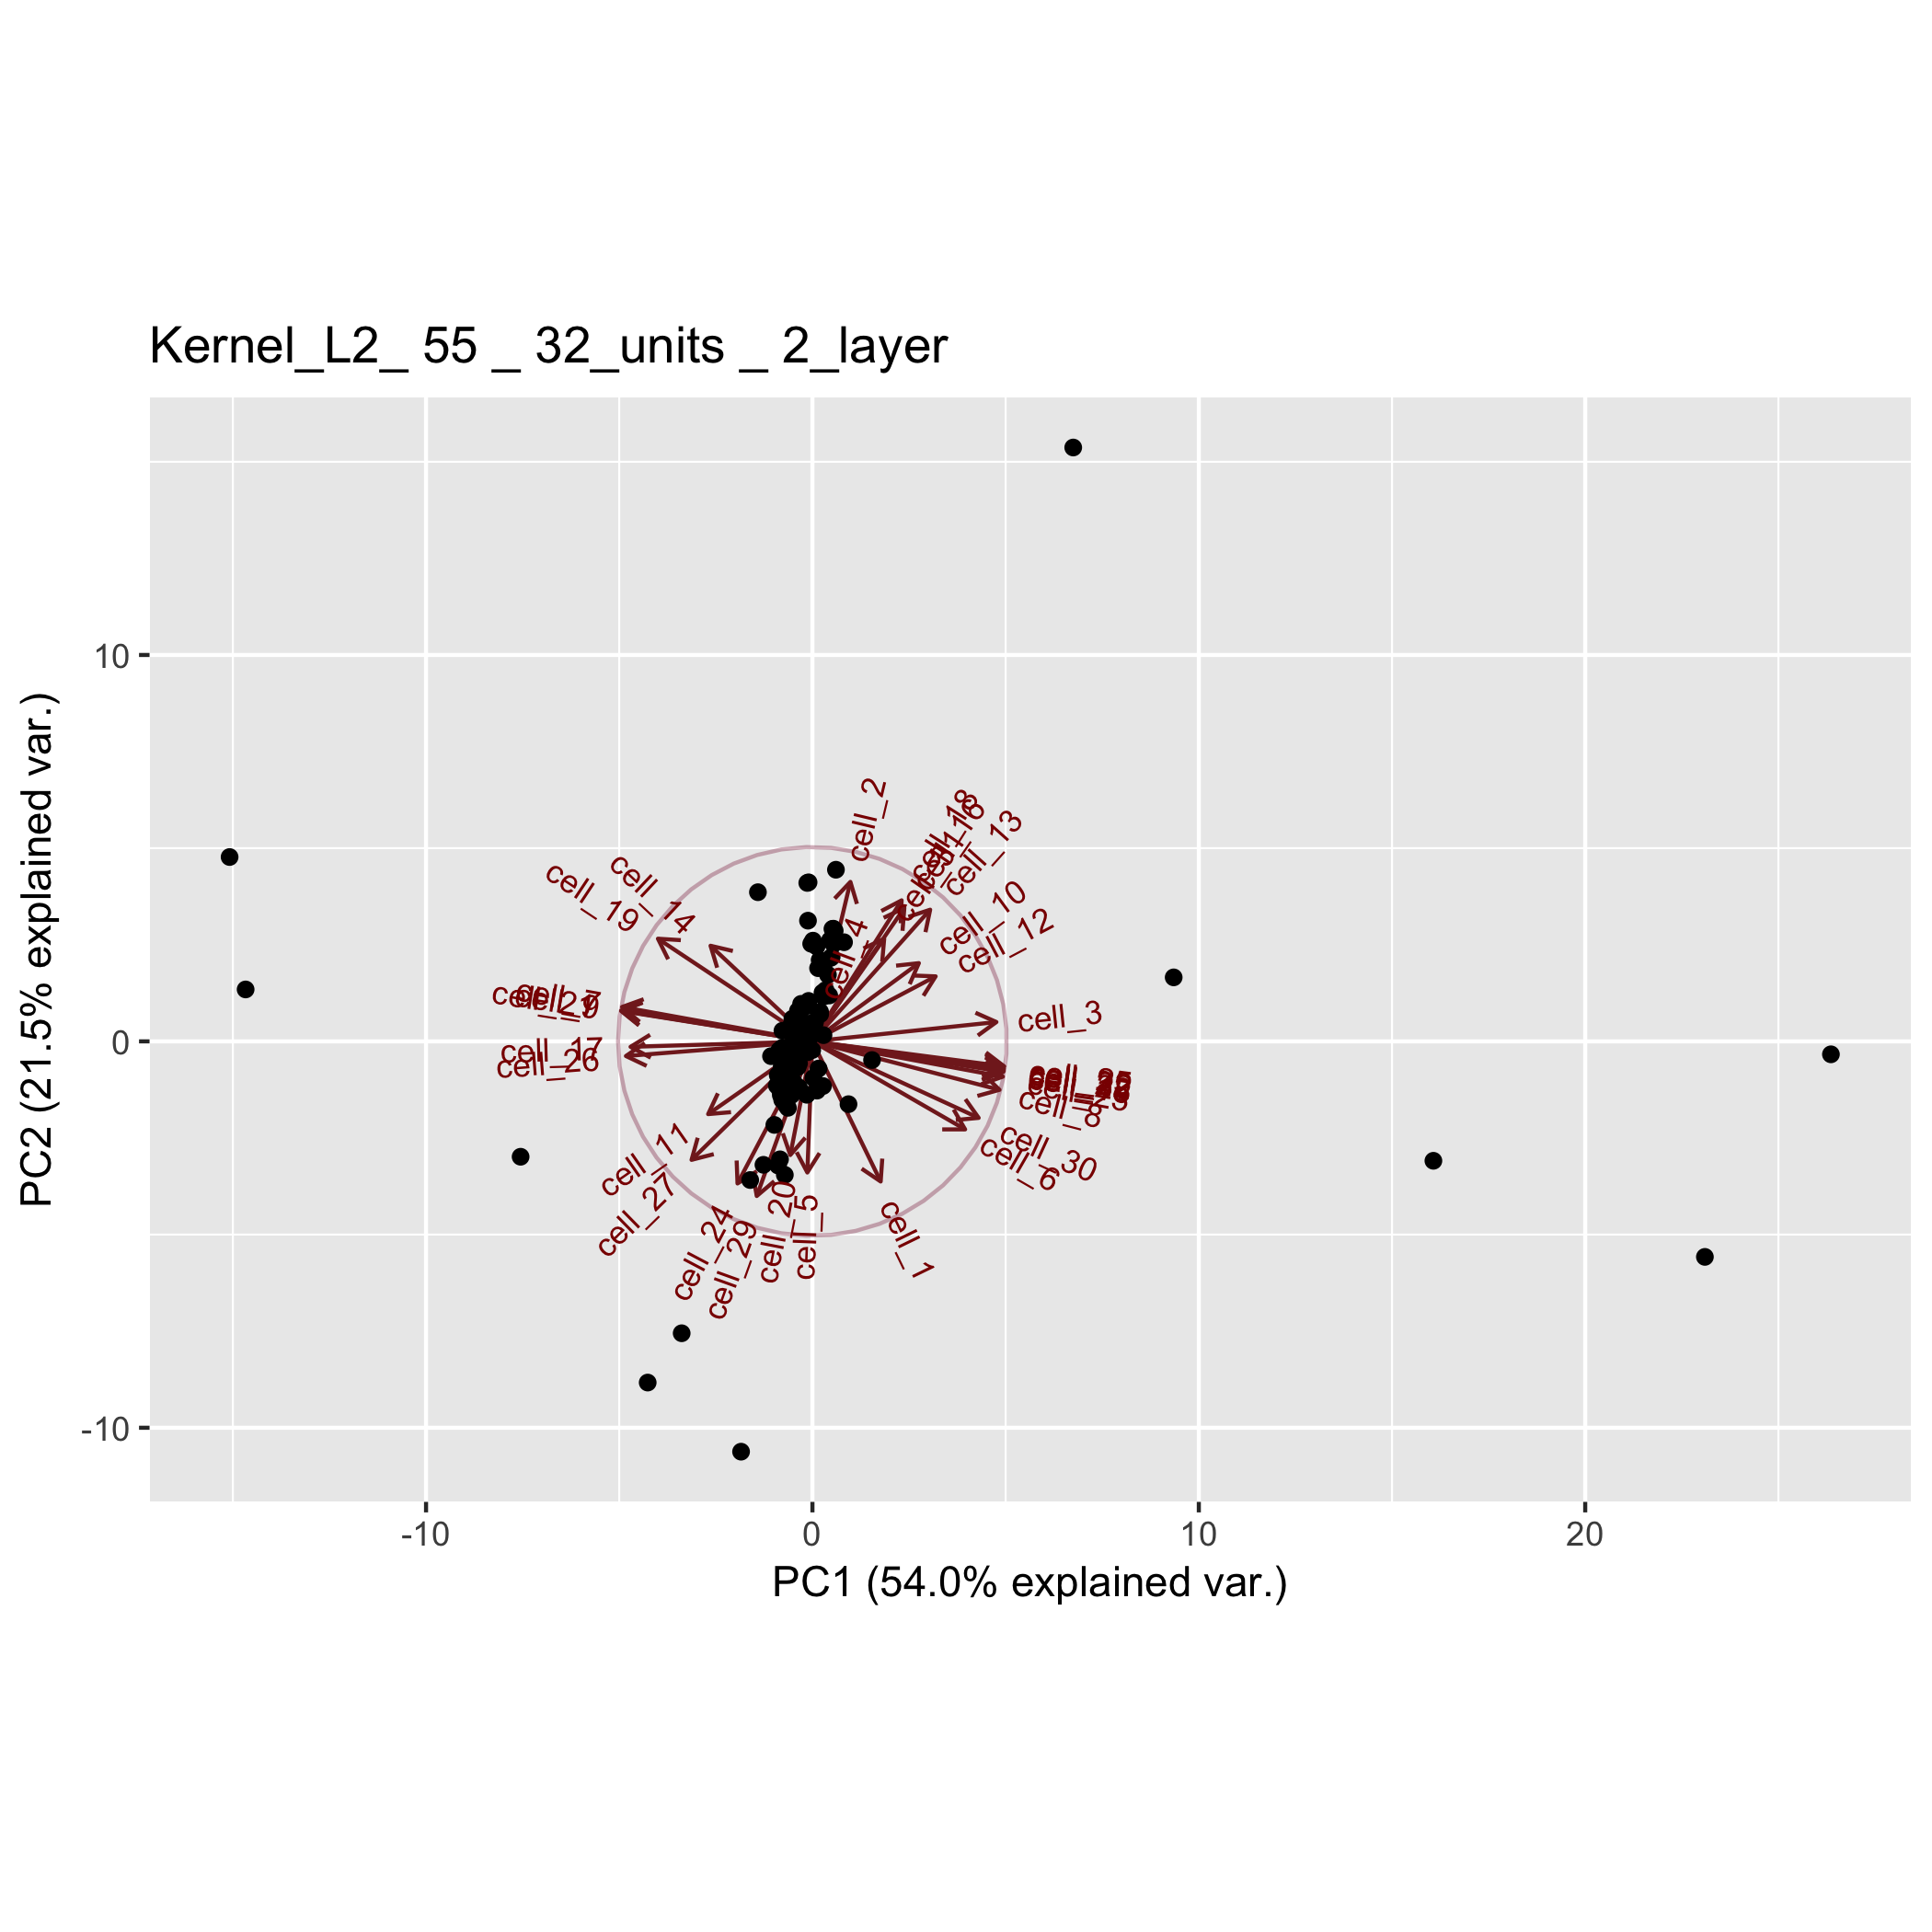 Kernel_L2_ 55 _ 32_units _ 2_layer
PC2 (21.5% explained var.)
10
0
-10
cell_2
cell_13
cell_10
cell_12
cell_14
cell_19
cell_4
cell_3
cell_17
cell_26
cell_8
cell_30
cell_6
cell_11
cell_27
cell_24
cell_29
cell_20
cell_5
cell_1
-10
0
10
20
PC1 (54.0% explained var.)